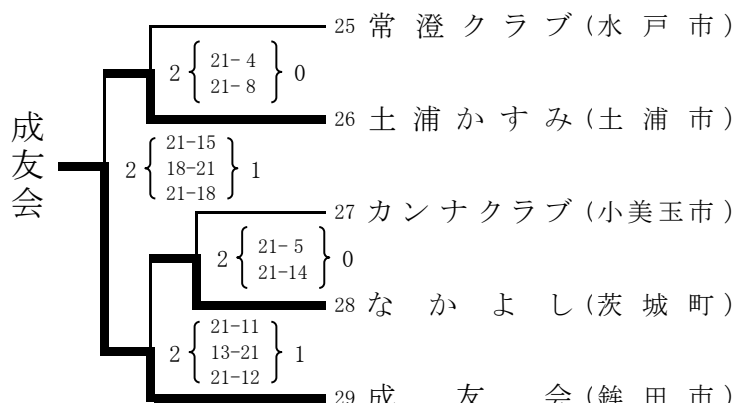 25 常澄クラブ(水戸市)
2 { 21- 4 } 0
21- 8
26 土浦かすみ(土浦市)
成友会
2 { 21-15 } 1
18-21
21-18
27 カンナクラブ(小美玉市)
2 { 21- 5 } 0
21-14
28 なかよし(茨城町)
2 { 21-11 } 1
13-21
21-12
29 成友会(鉾田市)